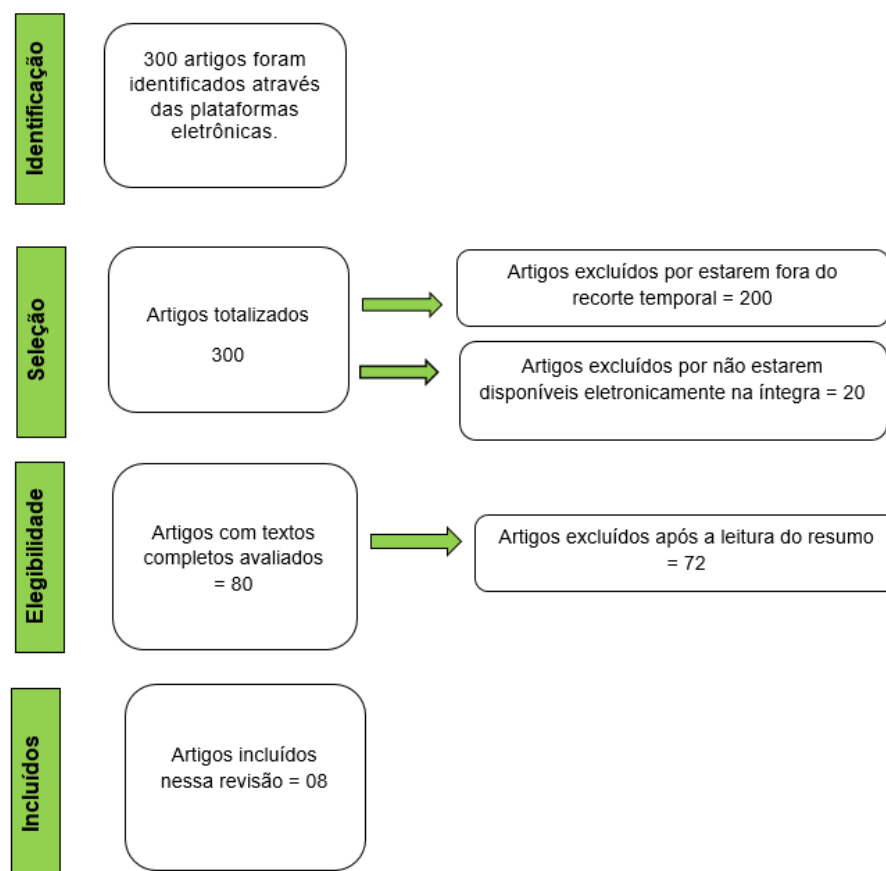 Identificação
300 artigos foram
identificados através
das plataformas
eletrônicas.
Seleção
Artigos totalizados
300
Artigos excluídos por estarem fora do
recorte temporal = 200
Artigos excluídos por não estarem
disponíveis eletronicamente na íntegra = 20
Elegibilidade
Artigos com textos
completos avaliados
= 80
Artigos excluídos após a leitura do resumo
= 72
Incluídos
Artigos incluídos
nessa revisão = 08